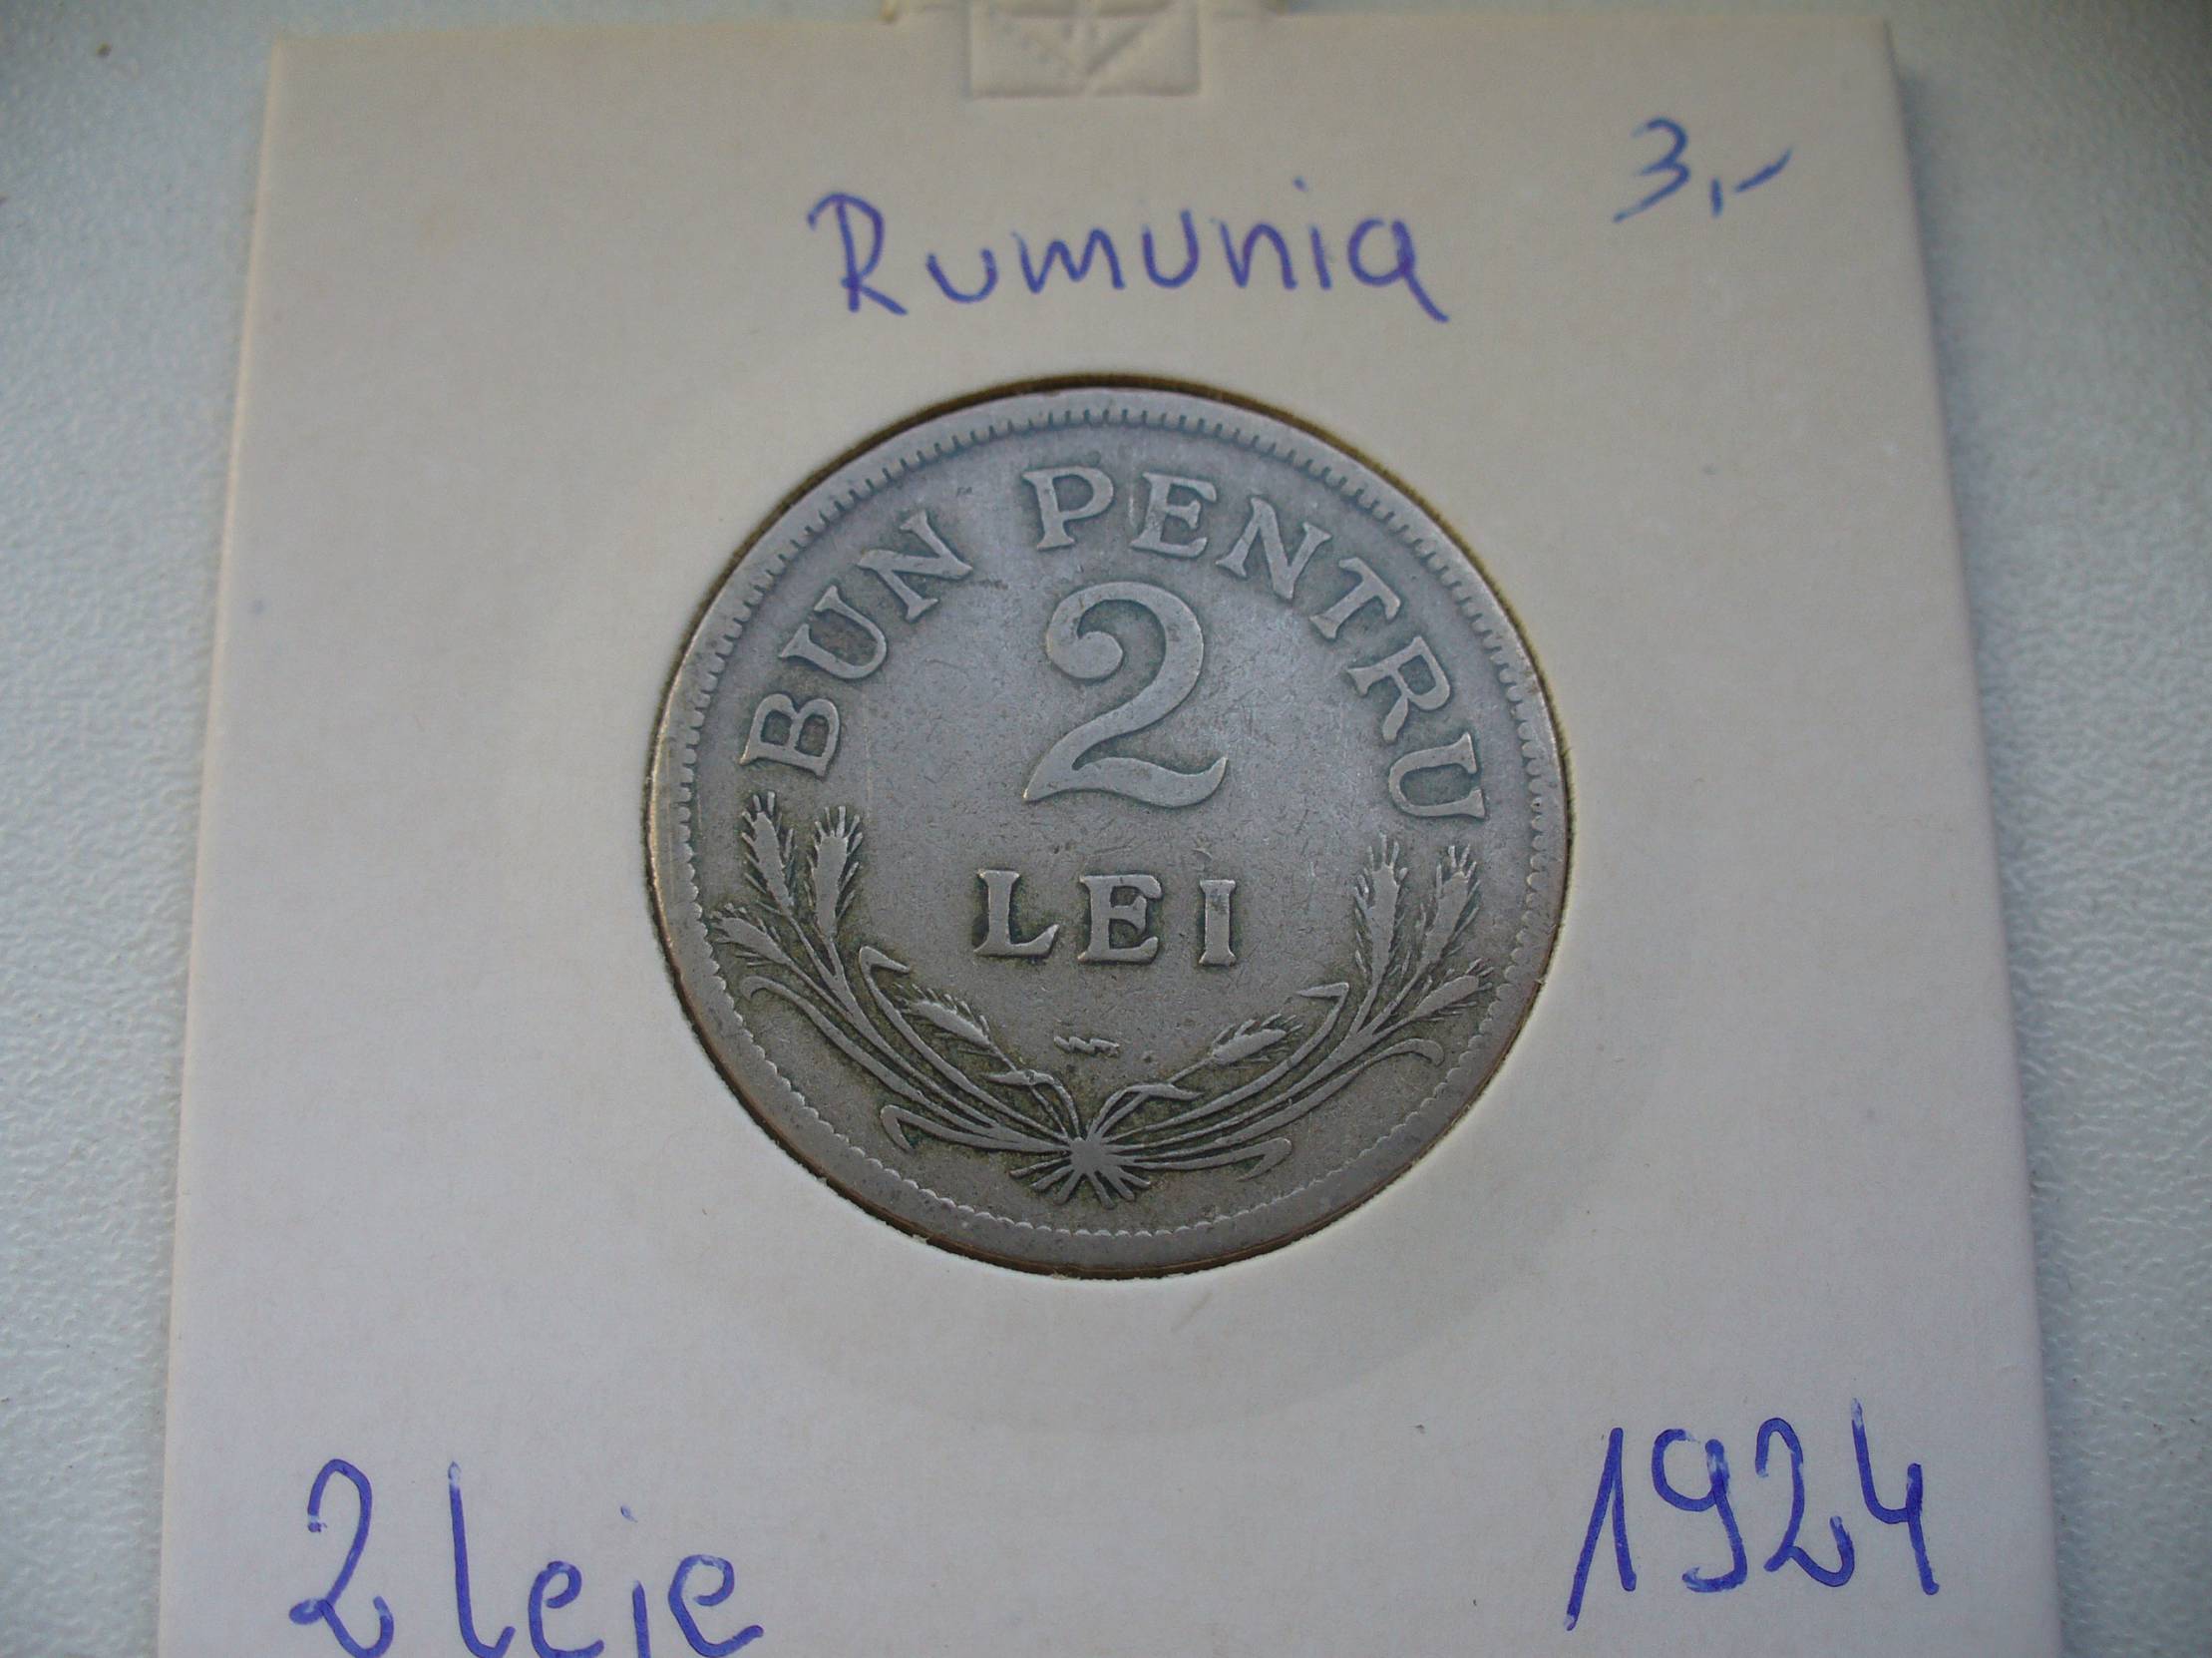 3,-
Rumunia
BUN PENTRU
2
LEI
2 leje
1924